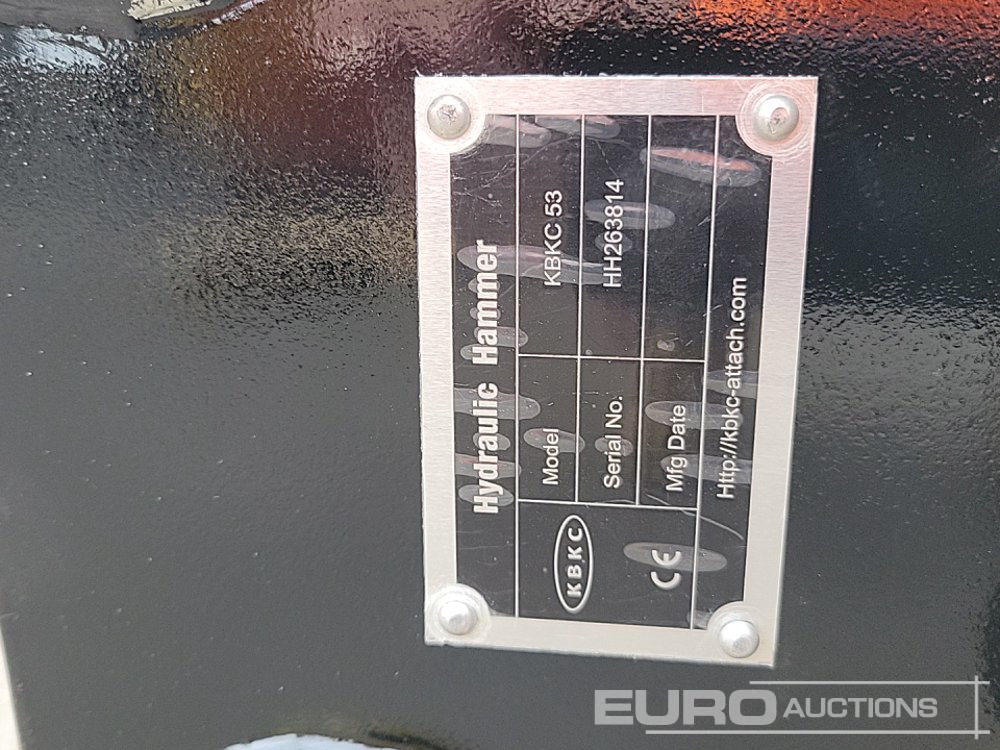 Hydraulic Hammer
KBKC
CE
Model KBKC 53
Serial No. HH263814
Mfg Date
Http://kbkc-attach.com
EURO AUCTIONS